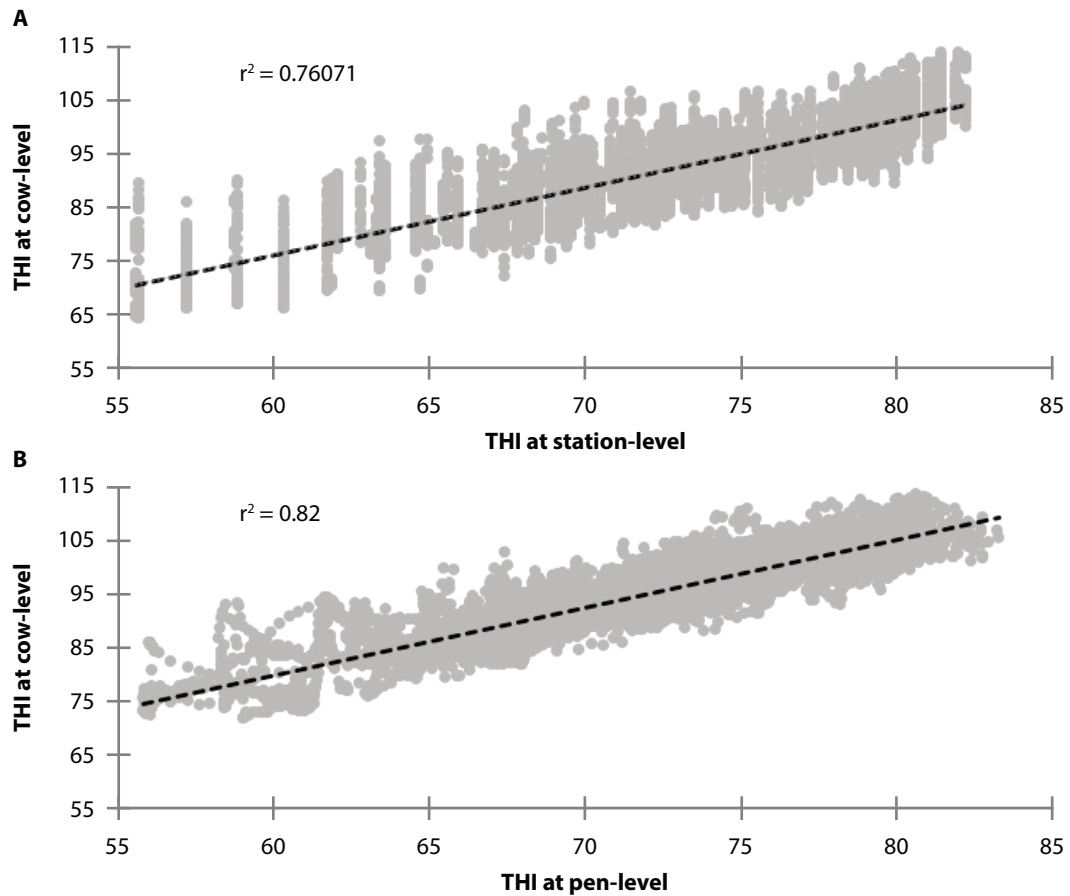 A
115
r² = 0.76071
105
95
85
75
65
55
THI at cow-level
55 60 65 70 75 80 85
THI at station-level
B
115
r² = 0.82
105
95
85
75
65
55
THI at cow-level
55 60 65 70 75 80 85
THI at pen-level